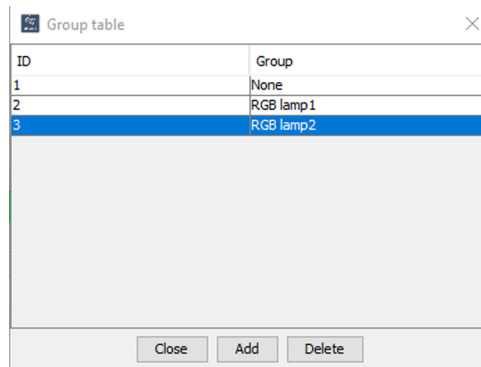 Group table
ID Group
1 None
2 RGB lamp1
3 RGB lamp2
Close Add Delete